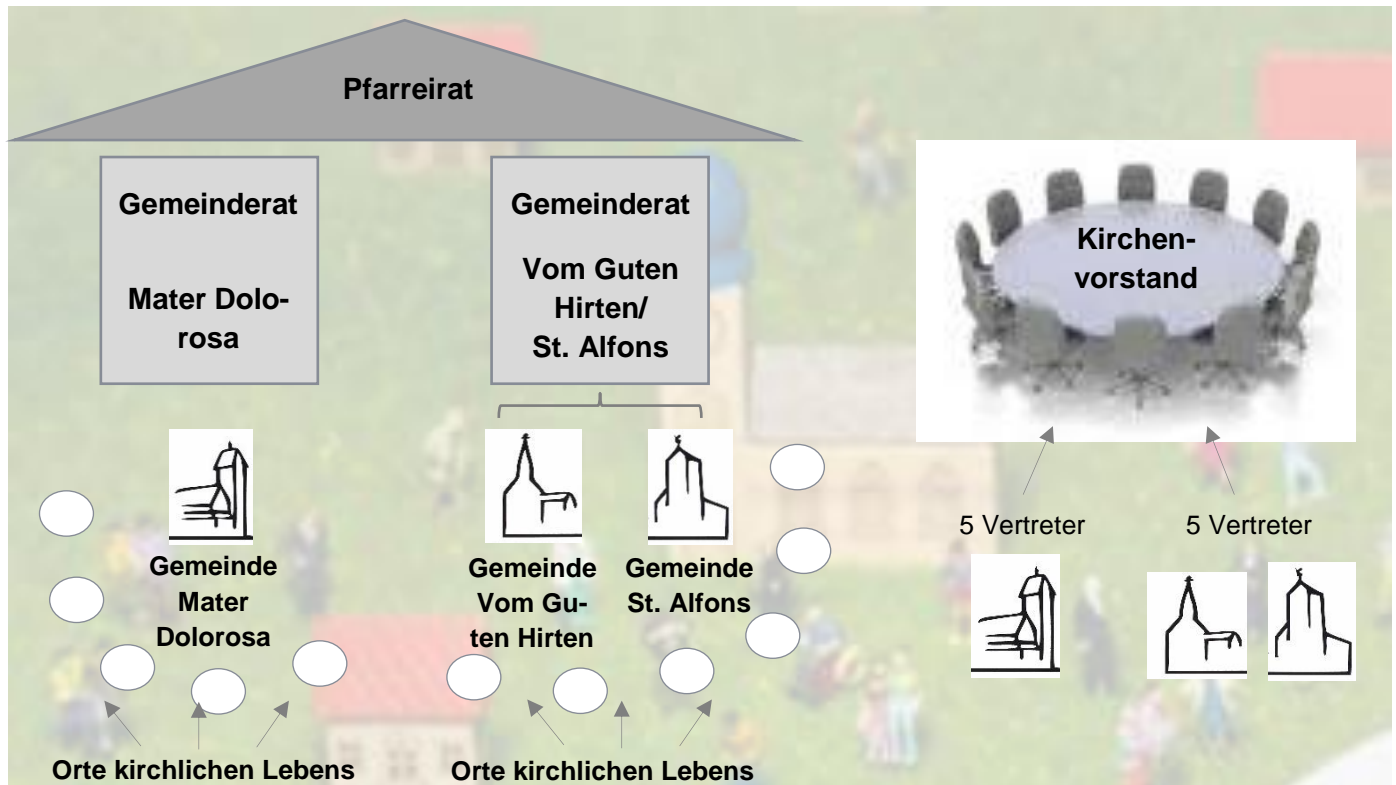 Pfarreirat
Gemeinderat
Mater Dolo-
rosa
Gemeinderat
Vom Guten
Hirten/
St. Alfons
Kirchen-
vorstand
Gemeinde
Mater
Dolorosa
Gemeinde
Vom Gu-
ten Hirten
Gemeinde
St. Alfons
5 Vertreter
5 Vertreter
Orte kirchlichen Lebens
Orte kirchlichen Lebens